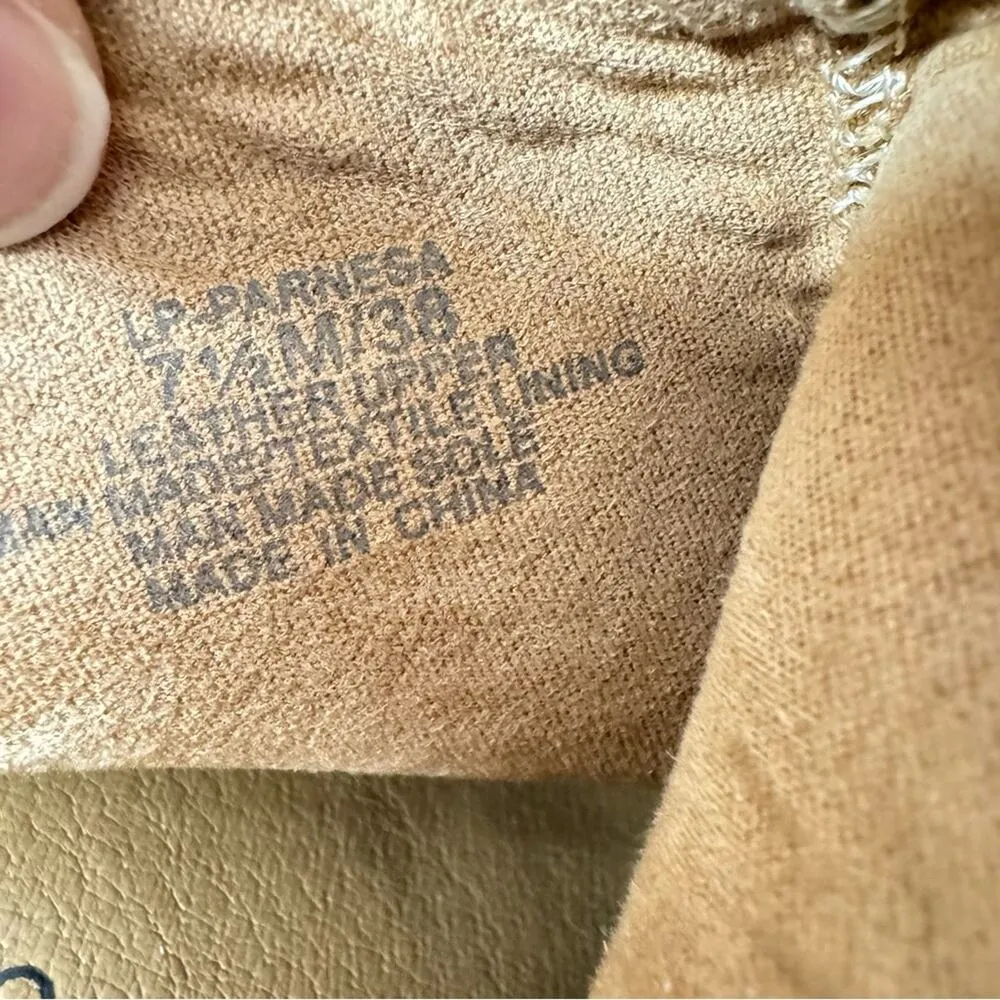 LP-PARNESA
7 ½ M/38
LEATHER UPPER
MAN MADE/TEXTILE LINING
MAN MADE SOLE
MADE IN CHINA